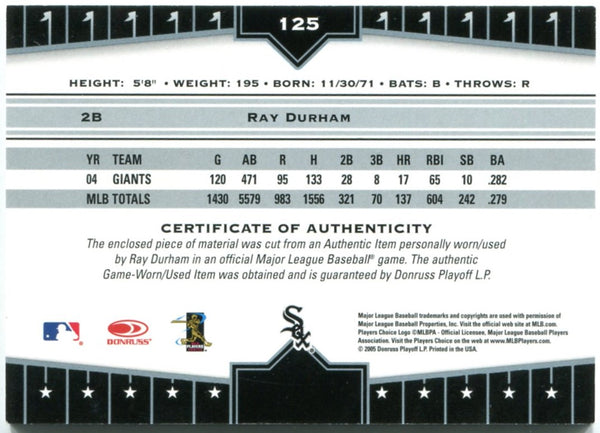 125
HEIGHT: 5'8" • WEIGHT: 195 • BORN: 11/30/71 • BATS: B • THROWS: R
2B RAY DURHAM
YR TEAM G AB R H 2B 3B HR RBI SB BA
04 GIANTS 120 471 95 133 28 8 17 65 10 .282
MLB TOTALS 1430 5579 983 1556 321 70 137 604 242 .279
CERTIFICATE OF AUTHENTICITY
The enclosed piece of material was cut from an Authentic Item personally worn/used
by Ray Durham in an official Major League Baseball® game. The authentic
Game-Worn/Used Item was obtained and is guaranteed by Donruss Playoff L.P.
Major League Baseball trademarks and copyrights are used with permission of
Major League Baseball Properties, Inc. Visit the official web site at MLB.com.
Players Choice Logo ©MLBPA - Official Licensee, Major League Baseball Players
Association. Visit the Players Choice on the web at www.MLBPlayers.com.
© 2005 Donruss Playoff L.P. Printed in the USA.
DONRUSS
PLAYERS
CHOICE
Sox